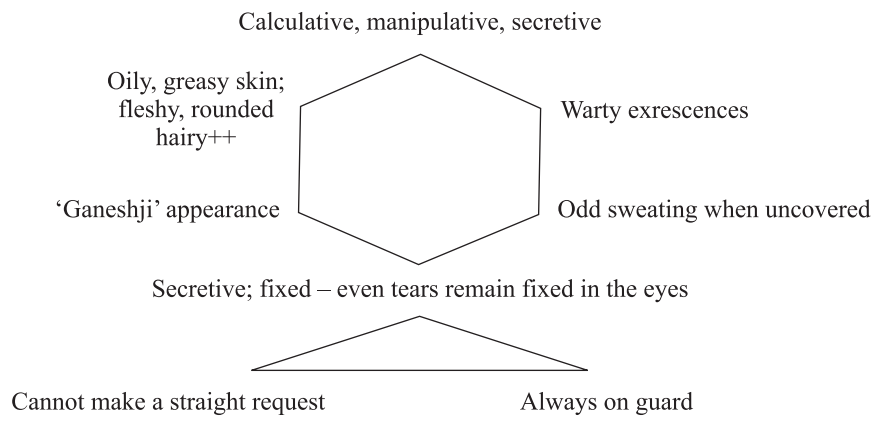 Calculative, manipulative, secretive
Oily, greasy skin;
fleshy, rounded
hairy++
Warty exrescences
‘Ganeshji’ appearance
Odd sweating when uncovered
Secretive; fixed – even tears remain fixed in the eyes
Cannot make a straight request
Always on guard